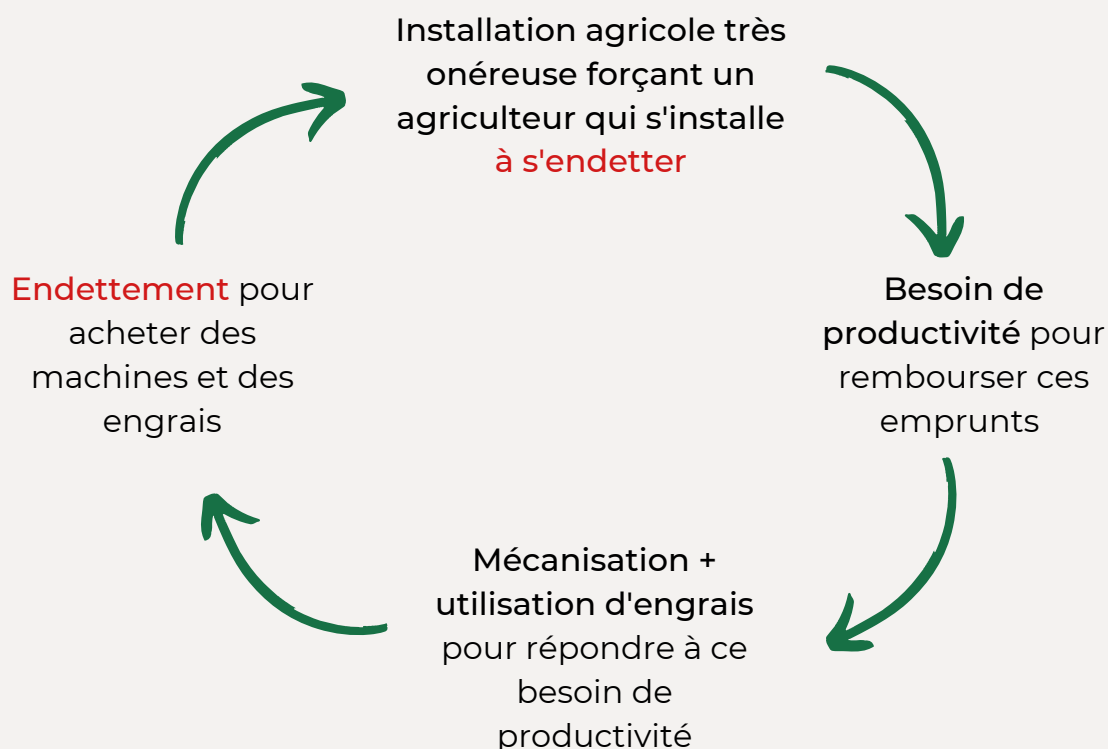 Installation agricole très
onéreuse forçant un
agriculteur qui s'installe
à s'endetter
Besoin de
productivité pour
rembourser ces
emprunts
Mécanisation +
utilisation d'engrais
pour répondre à ce
besoin de
productivité
Endettement pour
acheter des
machines et des
engrais